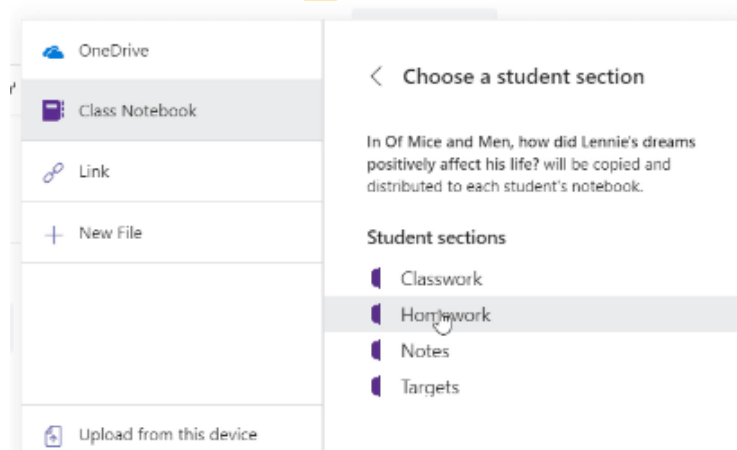 OneDrive
Class Notebook
Link
New File
Upload from this device
Choose a student section
In Of Mice and Men, how did Lennie's dreams
positively affect his life? will be copied and
distributed to each student's notebook.
Student sections
Classwork
Homework
Notes
Targets